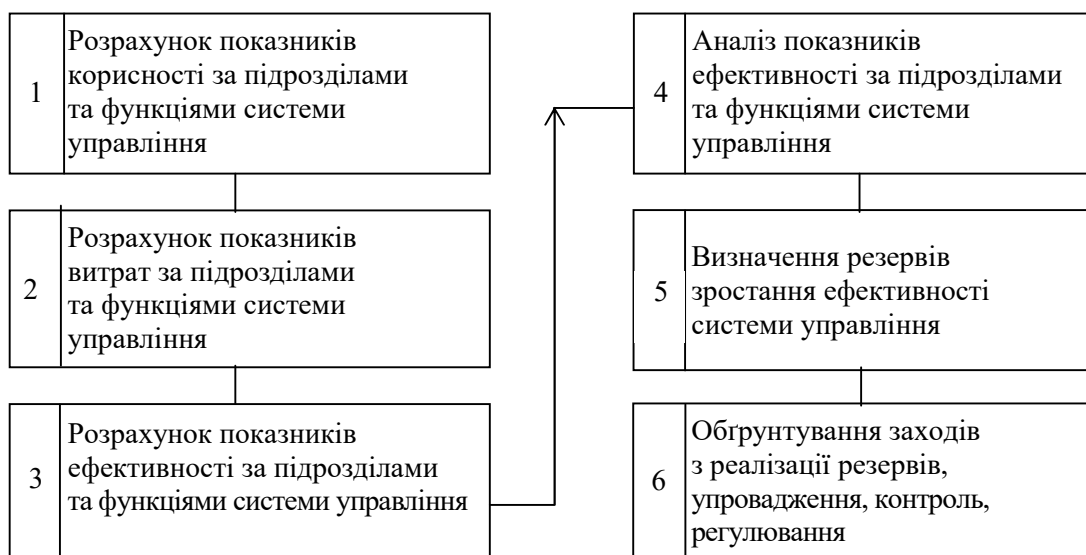 1
Розрахунок показників
корисності за підрозділами
та функціями системи
управління
2
Розрахунок показників
витрат за підрозділами
та функціями системи
управління
3
Розрахунок показників
ефективності за підрозділами
та функціями системи управління
4
Аналіз показників
ефективності за підрозділами
та функціями системи
управління
5
Визначення резервів
зростання ефективності
системи управління
6
Обґрунтування заходів
з реалізації резервів,
упровадження, контроль,
регулювання